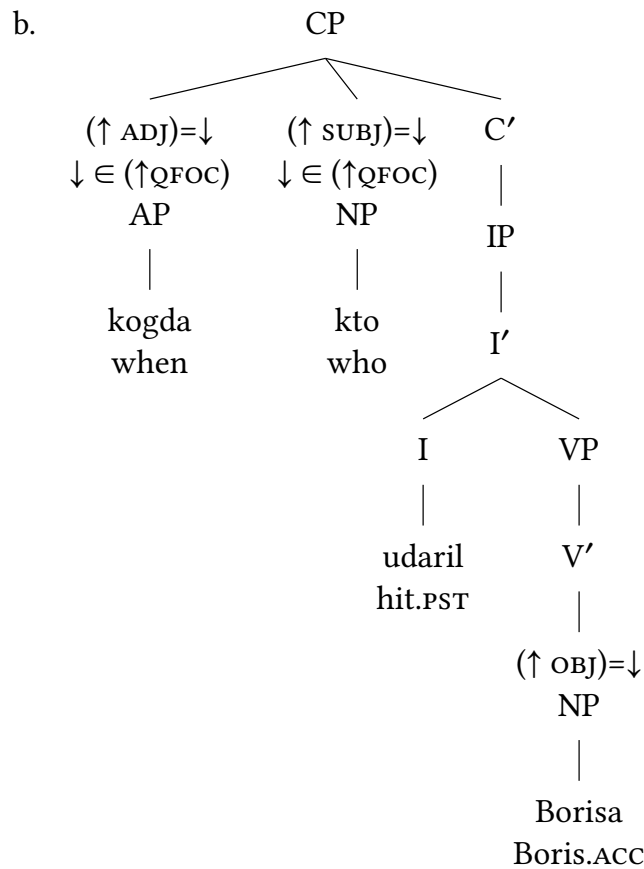 b. CP
(↑ ADJ)=↓ (↑ SUBJ)=↓ C′
↓ ∈ (↑QFOC) ↓ ∈ (↑QFOC)
AP NP IP
kogda kto I′
when who
I VP
udaril V′
hit.PST
(↑ OBJ)=↓
NP
Borisa
Boris.ACC